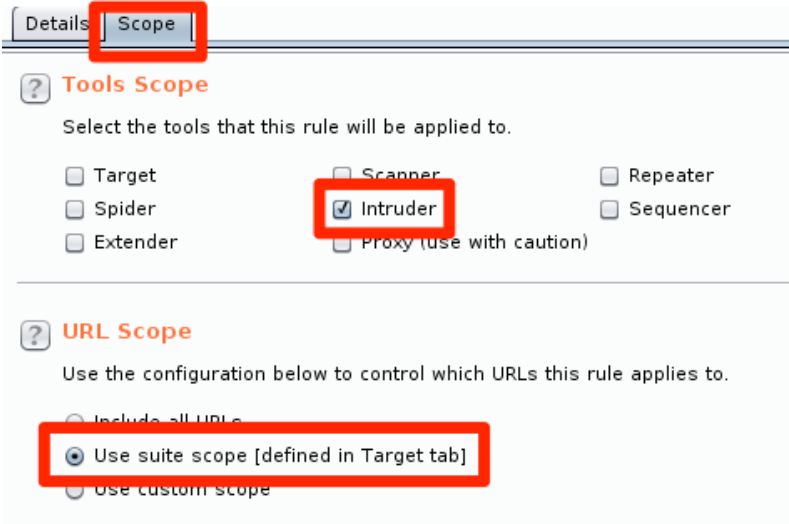 Details Scope
? Tools Scope
Select the tools that this rule will be applied to.
Target Scanner Repeater
Spider Intruder Sequencer
Extender Proxy (use with caution)
? URL Scope
Use the configuration below to control which URLs this rule applies to.
Include all URLs
Use suite scope [defined in Target tab]
Use custom scope